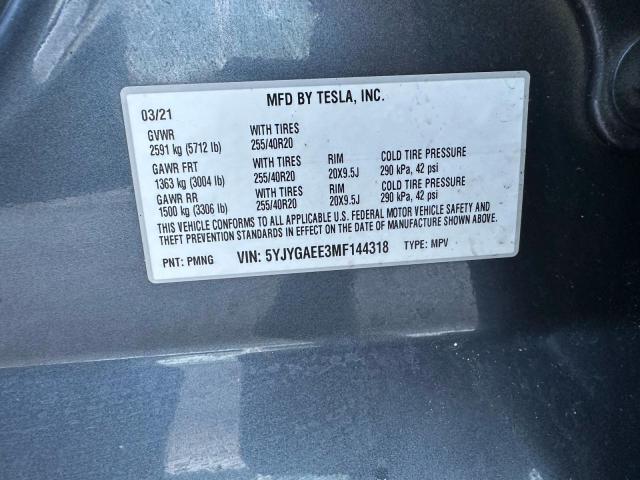 MFD BY TESLA, INC.
03/21
GVWR WITH TIRES
2591 kg (5712 lb) 255/40R20
GAWR FRT WITH TIRES RIM COLD TIRE PRESSURE
1363 kg (3004 lb) 255/40R20 20X9.5J 290 kPa, 42 psi
GAWR RR WITH TIRES RIM COLD TIRE PRESSURE
1500 kg (3306 lb) 255/40R20 20X9.5J 290 kPa, 42 psi
THIS VEHICLE CONFORMS TO ALL APPLICABLE U.S. FEDERAL MOTOR VEHICLE SAFETY AND
THEFT PREVENTION STANDARDS IN EFFECT ON THE DATE OF MANUFACTURE SHOWN ABOVE.
PNT: PMNG VIN: 5YJYGAEE3MF144318 TYPE: MPV